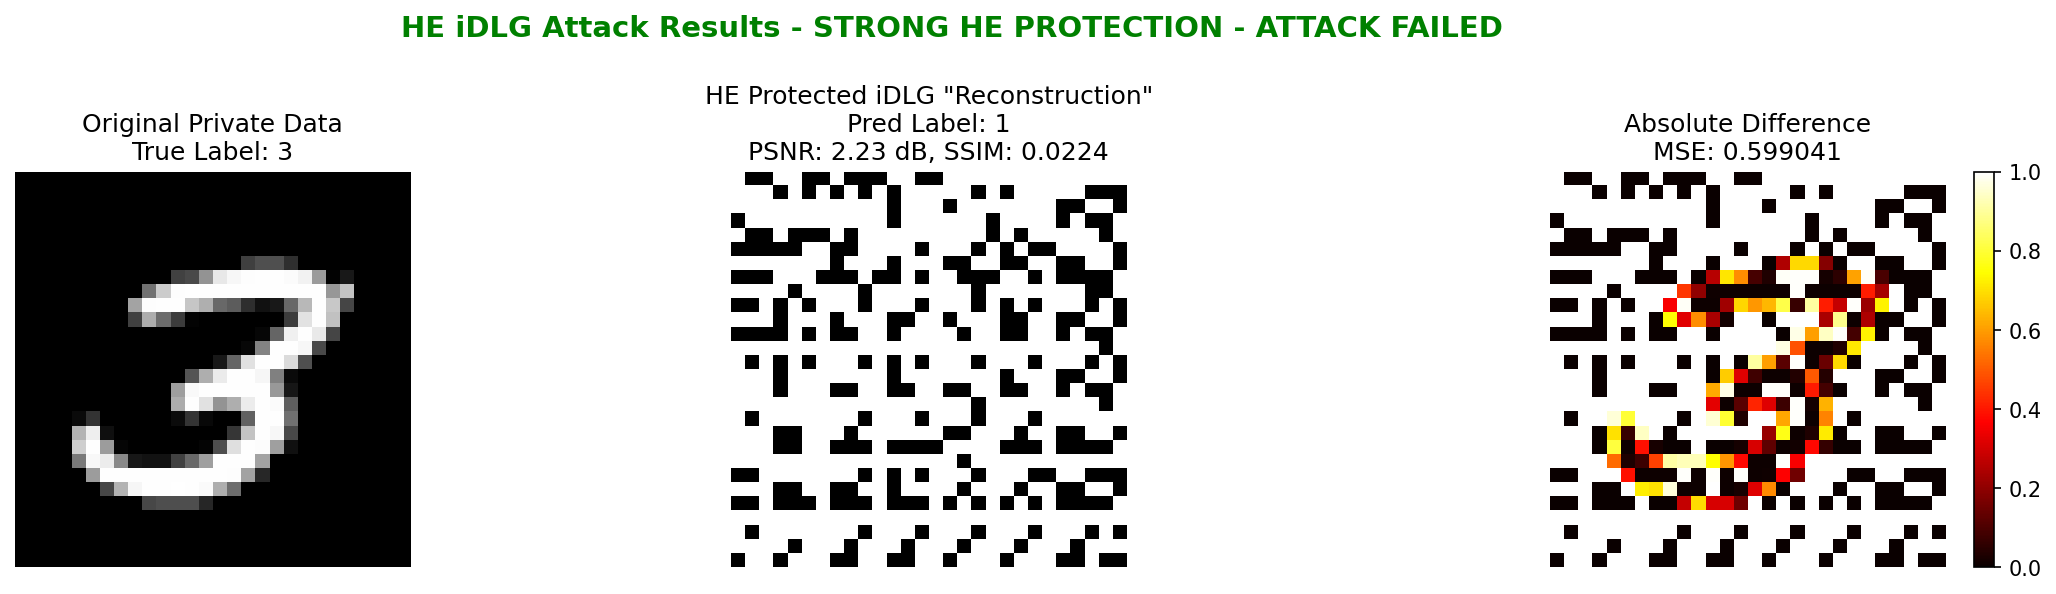 HE iDLG Attack Results - STRONG HE PROTECTION - ATTACK FAILED
Original Private Data
True Label: 3
HE Protected iDLG "Reconstruction"
Pred Label: 1
PSNR: 2.23 dB, SSIM: 0.0224
Absolute Difference
MSE: 0.599041
3
1.0
0.8
0.6
0.4
0.2
0.0